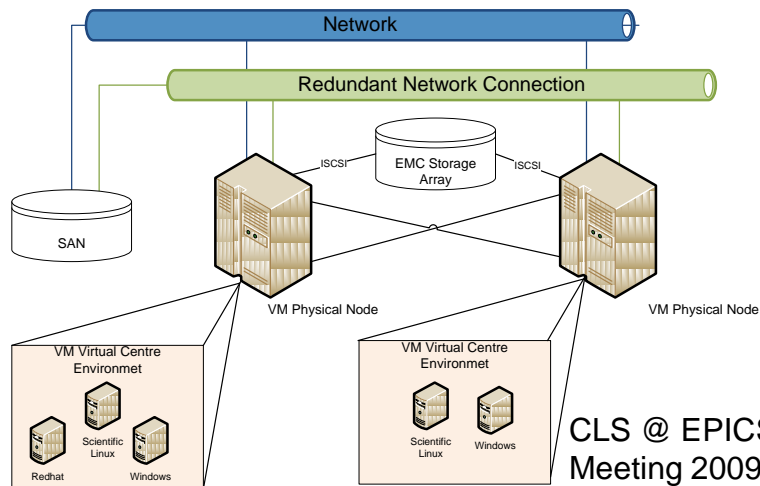 Network
Redundant Network Connection
ISCSI
EMC Storage
Array
ISCSI
SAN
VM Physical Node
VM Physical Node
VM Virtual Centre
Environmet
Scientific
Linux
Redhat
Windows
VM Virtual Centre
Environmet
Scientific
Linux
Windows
CLS @ EPICS
Meeting 2009